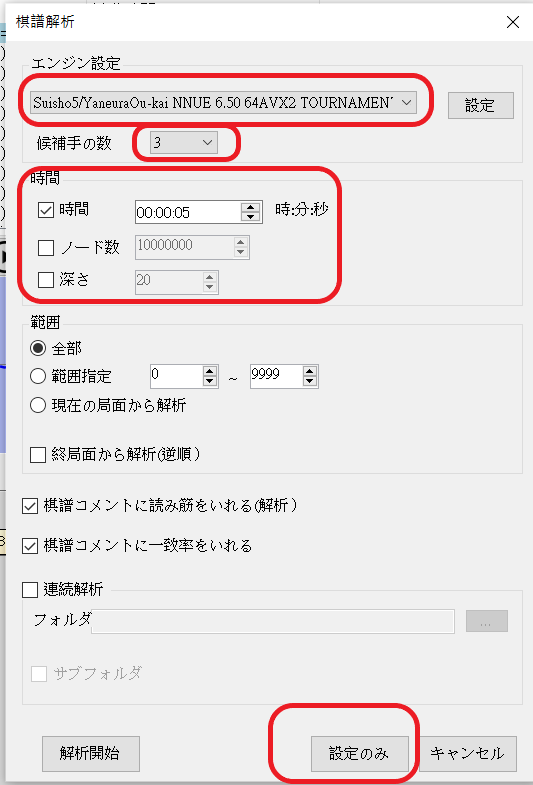 棋譜解析
エンジン設定
Suisho5/YaneuraOu-kai NNUE 6.50 64AVX2 TOURNAMEN
設定
候補手の数 3
時間
時間 00:00:05 時:分:秒
ノード数 10000000
深さ 20
範囲
全部
範囲指定 0 ~ 9999
現在の局面から解析
終局面から解析(逆順)
棋譜コメントに読み筋をいれる(解析)
棋譜コメントに一致率をいれる
連続解析
フォルダ ...
サブフォルダ
解析開始 設定のみ キャンセル